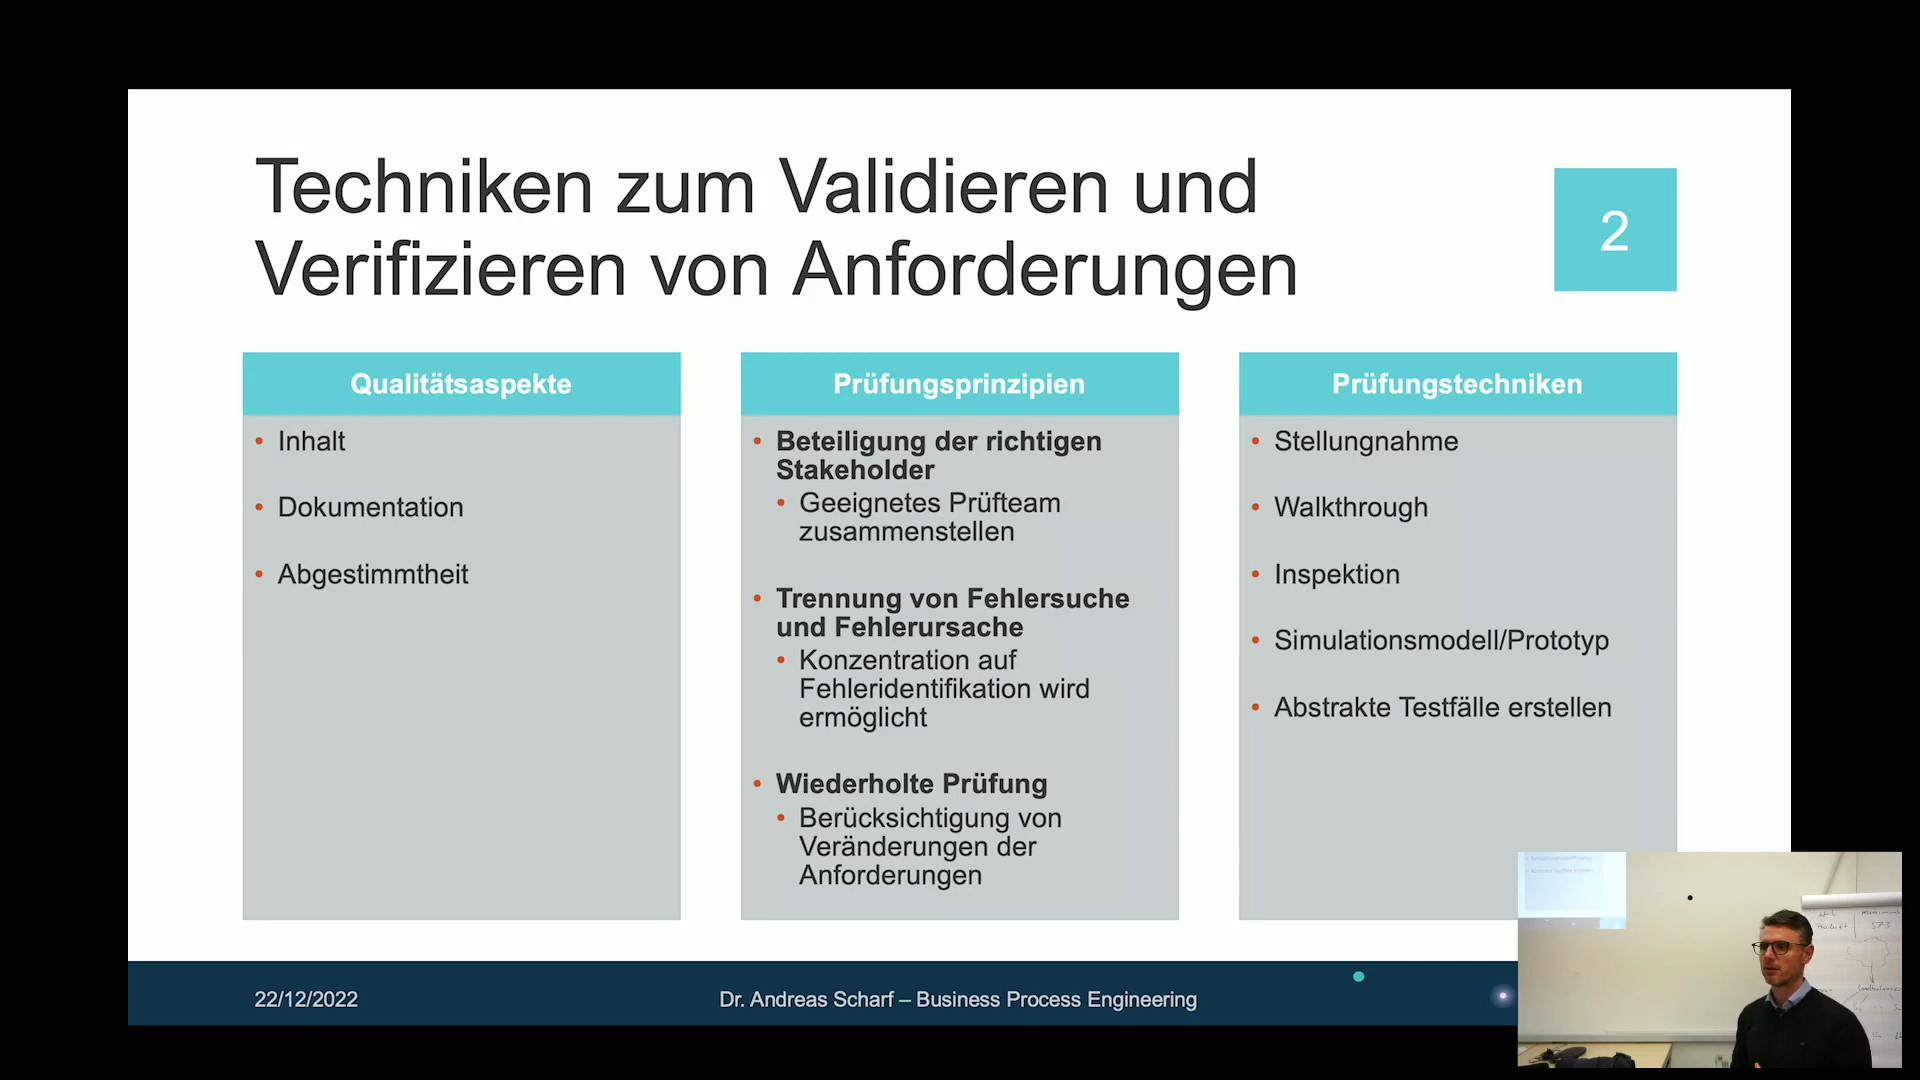 Techniken zum Validieren und
Verifizieren von Anforderungen
2
Qualitätsaspekte
• Inhalt
• Dokumentation
• Abgestimmtheit
Prüfungsprinzipien
• Beteiligung der richtigen
Stakeholder
• Geeignetes Prüfteam
zusammenstellen
• Trennung von Fehlersuche
und Fehlerursache
• Konzentration auf
Fehleridentifikation wird
ermöglicht
• Wiederholte Prüfung
• Berücksichtigung von
Veränderungen der
Anforderungen
Prüfungstechniken
• Stellungnahme
• Walkthrough
• Inspektion
• Simulationsmodell/Prototyp
• Abstrakte Testfälle erstellen
22/12/2022
Dr. Andreas Scharf – Business Process Engineering